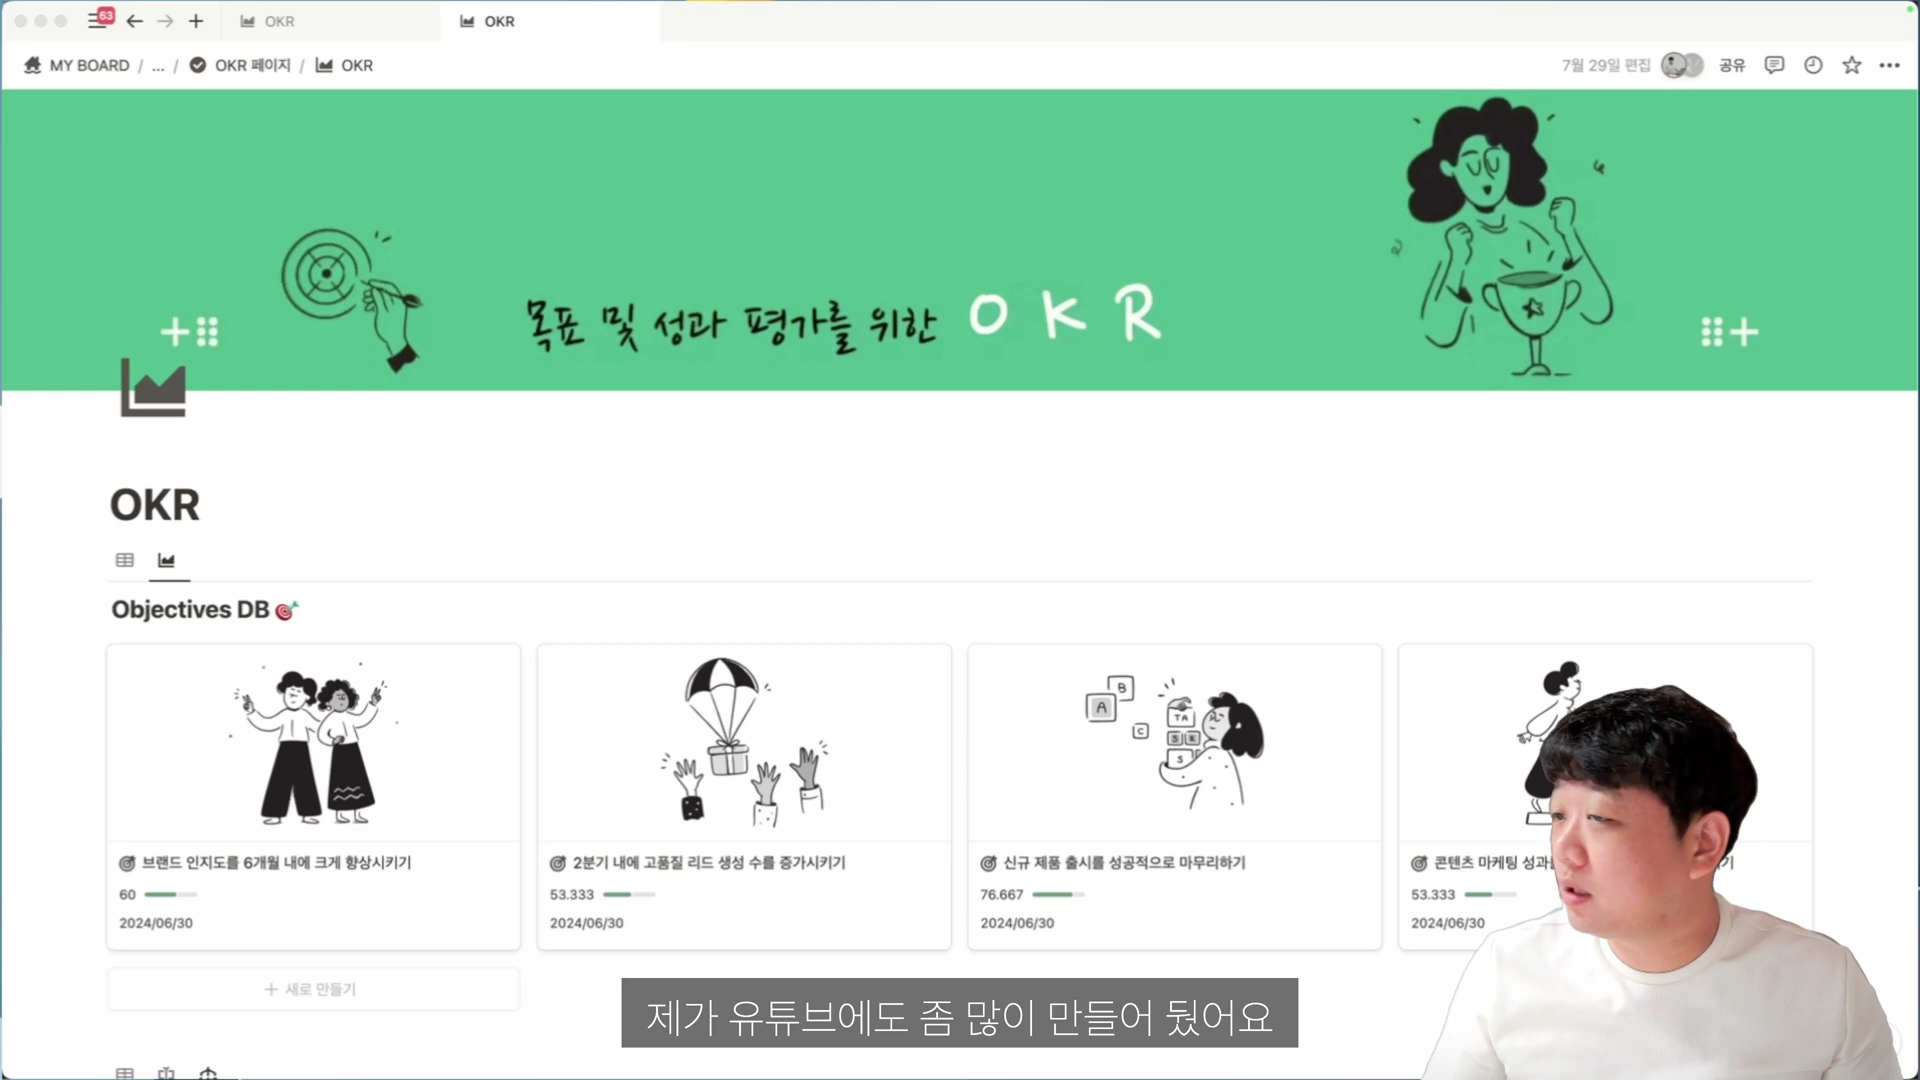 63
OKR
OKR
MY BOARD / ... / OKR 페이지 / OKR
7월 29일 편집
공유
목표 및 성과 평가를 위한 OKR
OKR
Objectives DB
B
A
C
TA
S
K
S
브랜드 인지도를 6개월 내에 크게 향상시키기
60
2024/06/30
2분기 내에 고품질 리드 생성 수를 증가시키기
53.333
2024/06/30
신규 제품 출시를 성공적으로 마무리하기
76.667
2024/06/30
콘텐츠 마케팅
53.333
2024/06/30
+ 새로 만들기
제가 유튜브에도 좀 많이 만들어 뒀어요